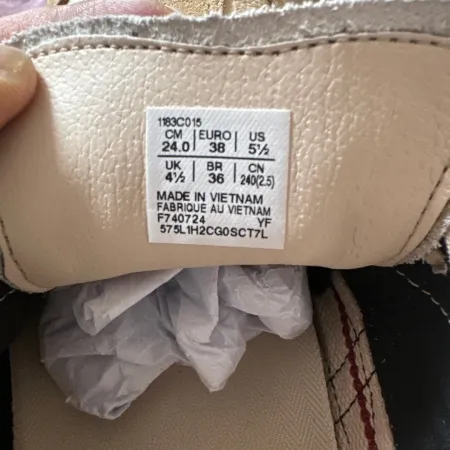 1183C015
CM EURO US
24.0 38 5½
UK BR CN
4½ 36 240(2.5)
MADE IN VIETNAM
FABRIQUE AU VIETNAM
F740724 YF
575L1H2CG0SCT7L